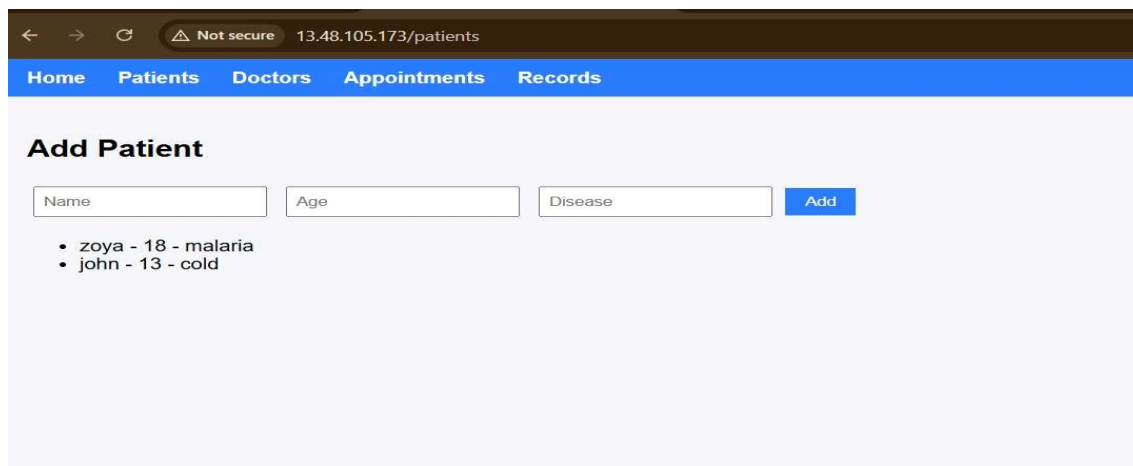 Not secure 13.48.105.173/patients
Home Patients Doctors Appointments Records
Add Patient
Name Age Disease Add
• zoya - 18 - malaria
• john - 13 - cold